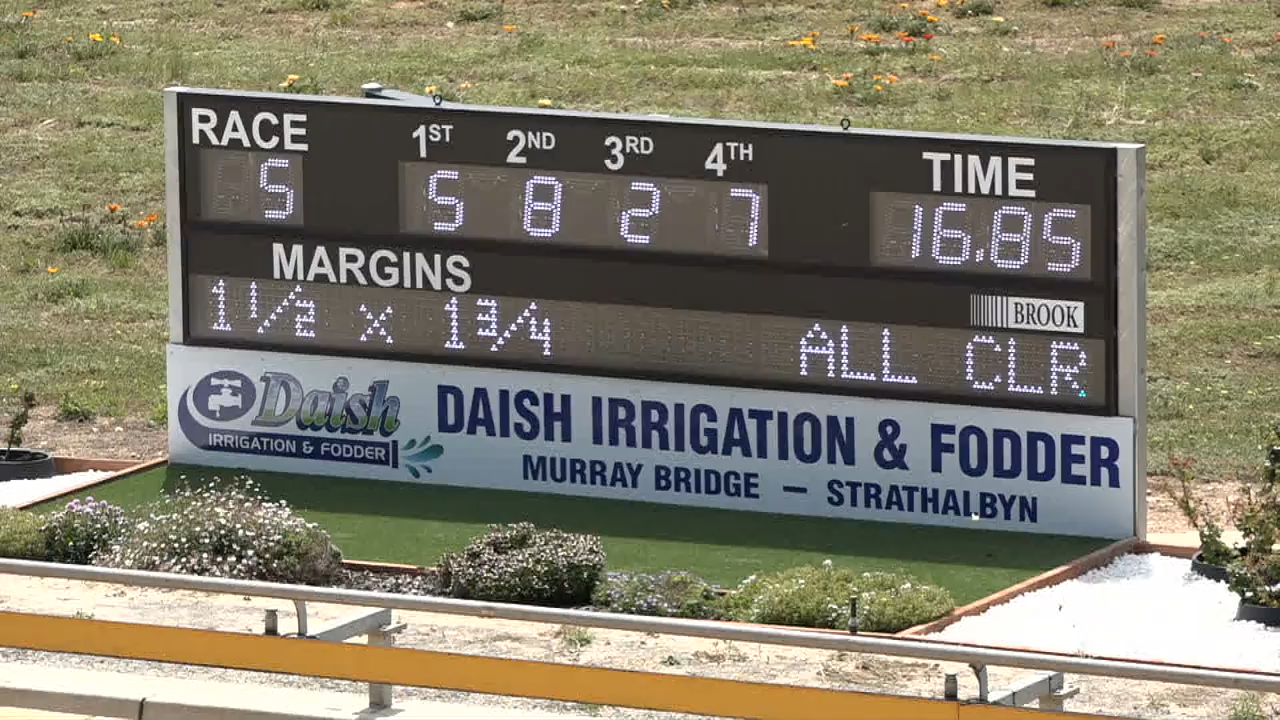 RACE 1ST 2ND 3RD 4TH TIME
5 5 8 2 7 16.85
MARGINS
BROOK
1 1/2 x 1 3/4 ALL CLR
Daish
IRRIGATION & FODDER
DAISH IRRIGATION & FODDER
MURRAY BRIDGE — STRATHALBYN